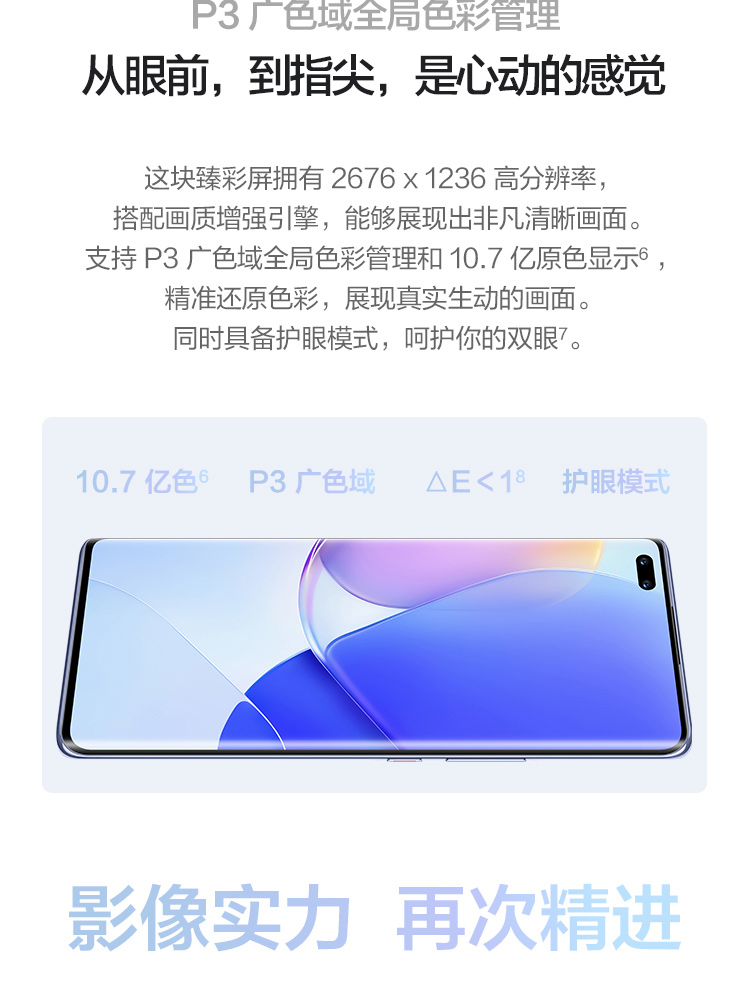 P3 广色域全局色彩管理
从眼前，到指尖，是心动的感觉
这块臻彩屏拥有 2676 x 1236 高分辨率，
搭配画质增强引擎，能够展现出非凡清晰画面。
支持 P3 广色域全局色彩管理和 10.7 亿原色显示6，
精准还原色彩，展现真实生动的画面。
同时具备护眼模式，呵护你的双眼7。
10.7 亿色6 P3 广色域 △E<18 护眼模式
影像实力 再次精进